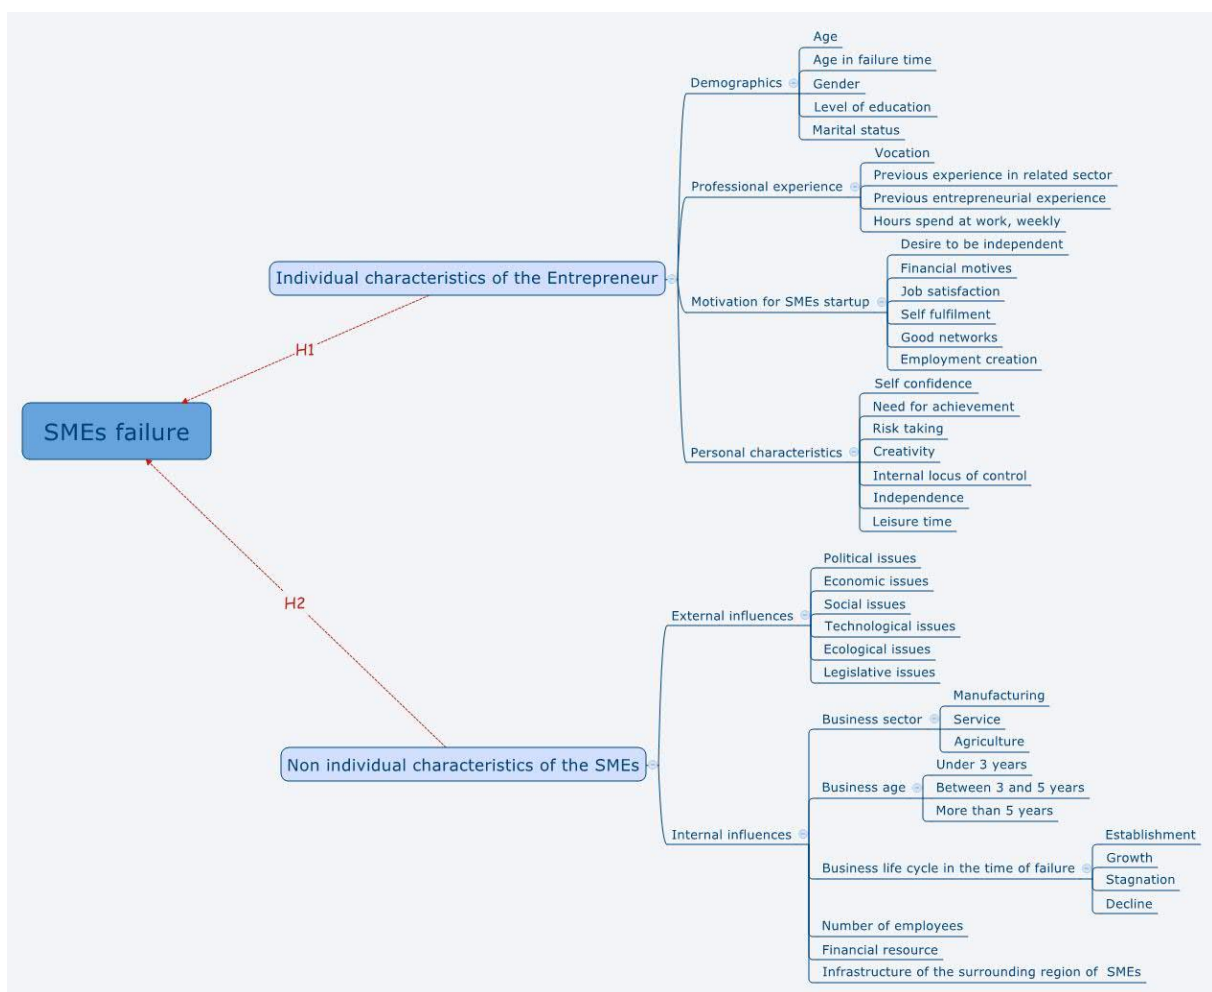 Age
Age in failure time
Demographics
Gender
Level of education
Marital status
Vocation
Previous experience in related sector
Professional experience
Previous entrepreneurial experience
Hours spend at work, weekly
Desire to be independent
Individual characteristics of the Entrepreneur
Financial motives
Job satisfaction
Motivation for SMEs startup
Self fulfilment
Good networks
Employment creation
H1
Self confidence
Need for achievement
Risk taking
SMEs failure
Personal characteristics
Creativity
Internal locus of control
Independence
Leisure time
Political issues
Economic issues
Social issues
H2
External influences
Technological issues
Ecological issues
Legislative issues
Manufacturing
Business sector
Service
Agriculture
Non individual characteristics of the SMEs
Under 3 years
Business age
Between 3 and 5 years
More than 5 years
Internal influences
Establishment
Growth
Business life cycle in the time of failure
Stagnation
Decline
Number of employees
Financial resource
Infrastructure of the surrounding region of SMEs